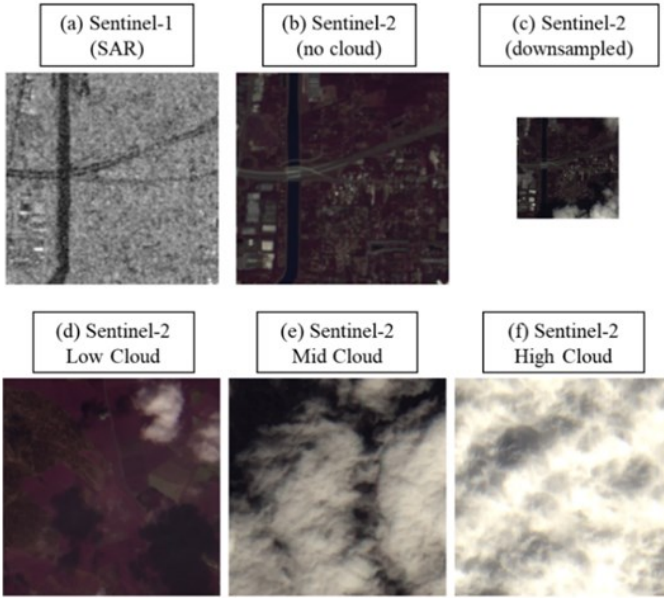 (a) Sentinel-1
(SAR)
(b) Sentinel-2
(no cloud)
(c) Sentinel-2
(downsampled)
(d) Sentinel-2
Low Cloud
(e) Sentinel-2
Mid Cloud
(f) Sentinel-2
High Cloud